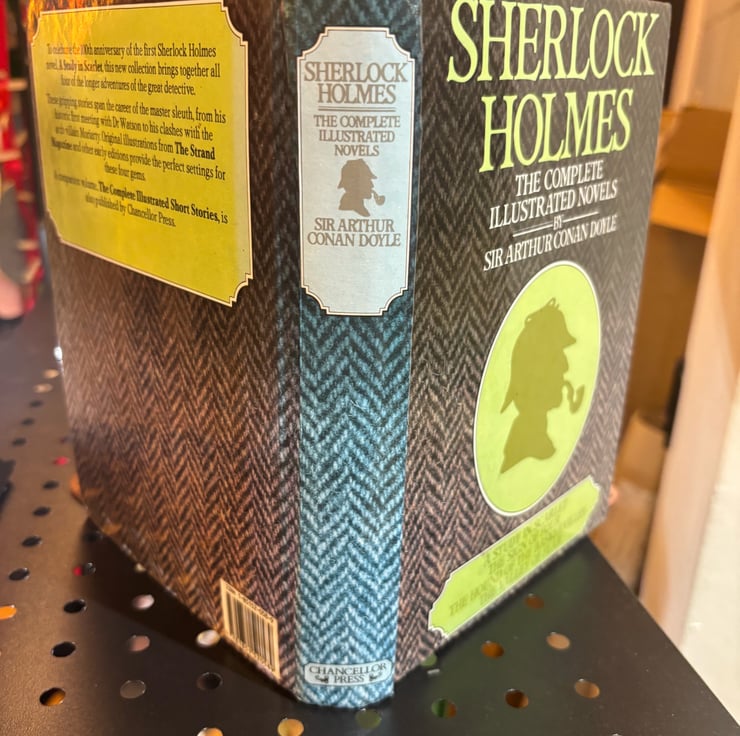 To celebrate the 100th anniversary of the first Sherlock Holmes
novel, A Study in Scarlet, this new collection brings together all
four of the longer adventures of the great detective.
These gripping stories span the career of the master sleuth, from his
historic first meeting with Dr Watson to his clashes with the
arch-villain Moriarty. Original illustrations from The Strand
Magazine and other early editions provide the perfect settings for
these four gems.
A companion volume, The Complete Illustrated Short Stories, is
also published by Chancellor Press.
SHERLOCK
HOLMES
THE COMPLETE
ILLUSTRATED
NOVELS
SIR ARTHUR
CONAN DOYLE
CHANCELLOR
PRESS
SHERLOCK
HOLMES
THE COMPLETE
ILLUSTRATED NOVELS
BY
SIR ARTHUR CONAN DOYLE